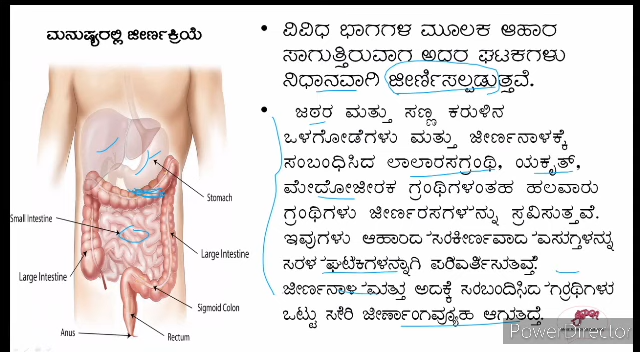 ಮನುಷ್ಯರಲ್ಲಿ ಜೀರ್ಣಕ್ರಿಯೆ
Stomach
Small Intestine
Large Intestine
Large Intestine
Sigmoid Colon
Anus
Rectum
• ವಿವಿಧ ಭಾಗಗಳ ಮೂಲಕ ಆಹಾರ
ಸಾಗುತ್ತಿರುವಾಗ ಅದರ ಘಟಕಗಳು
ನಿಧಾನವಾಗಿ ಜೀರ್ಣಿಸಲ್ಪಡುತ್ತವೆ.
• ಜಠರ ಮತ್ತು ಸಣ್ಣ ಕರುಳಿನ
ಒಳಗೋಡೆಗಳು ಮತ್ತು ಜೀರ್ಣನಾಳಕ್ಕೆ
ಸಂಬಂಧಿಸಿದ ಲಾಲಾರಸಗ್ರಂಥಿ, ಯಕೃತ್,
ಮೇದೋಜೀರಕ ಗ್ರಂಥಿಗಳಂತಹ ಹಲವಾರು
ಗ್ರಂಥಿಗಳು ಜೀರ್ಣರಸಗಳನ್ನು ಸ್ರವಿಸುತ್ತವೆ.
ಇವುಗಳು ಆಹಾರದ ಸಂಕೀರ್ಣವಾದ ವಸ್ತುಗಳನ್ನು
ಸರಳ ಘಟಕಗಳನ್ನಾಗಿ ಪರಿವರ್ತಿಸುತ್ತವೆ.
ಜೀರ್ಣನಾಳ ಮತ್ತು ಅದಕ್ಕೆ ಸಂಬಂದಿಸಿದ ಗ್ರಂಥಿಗಳು
ಒಟ್ಟು ಸೇರಿ ಜೀರ್ಣಾಂಗವ್ಯೂಹ ಆಗುತ್ತದೆ.
PowerDirector